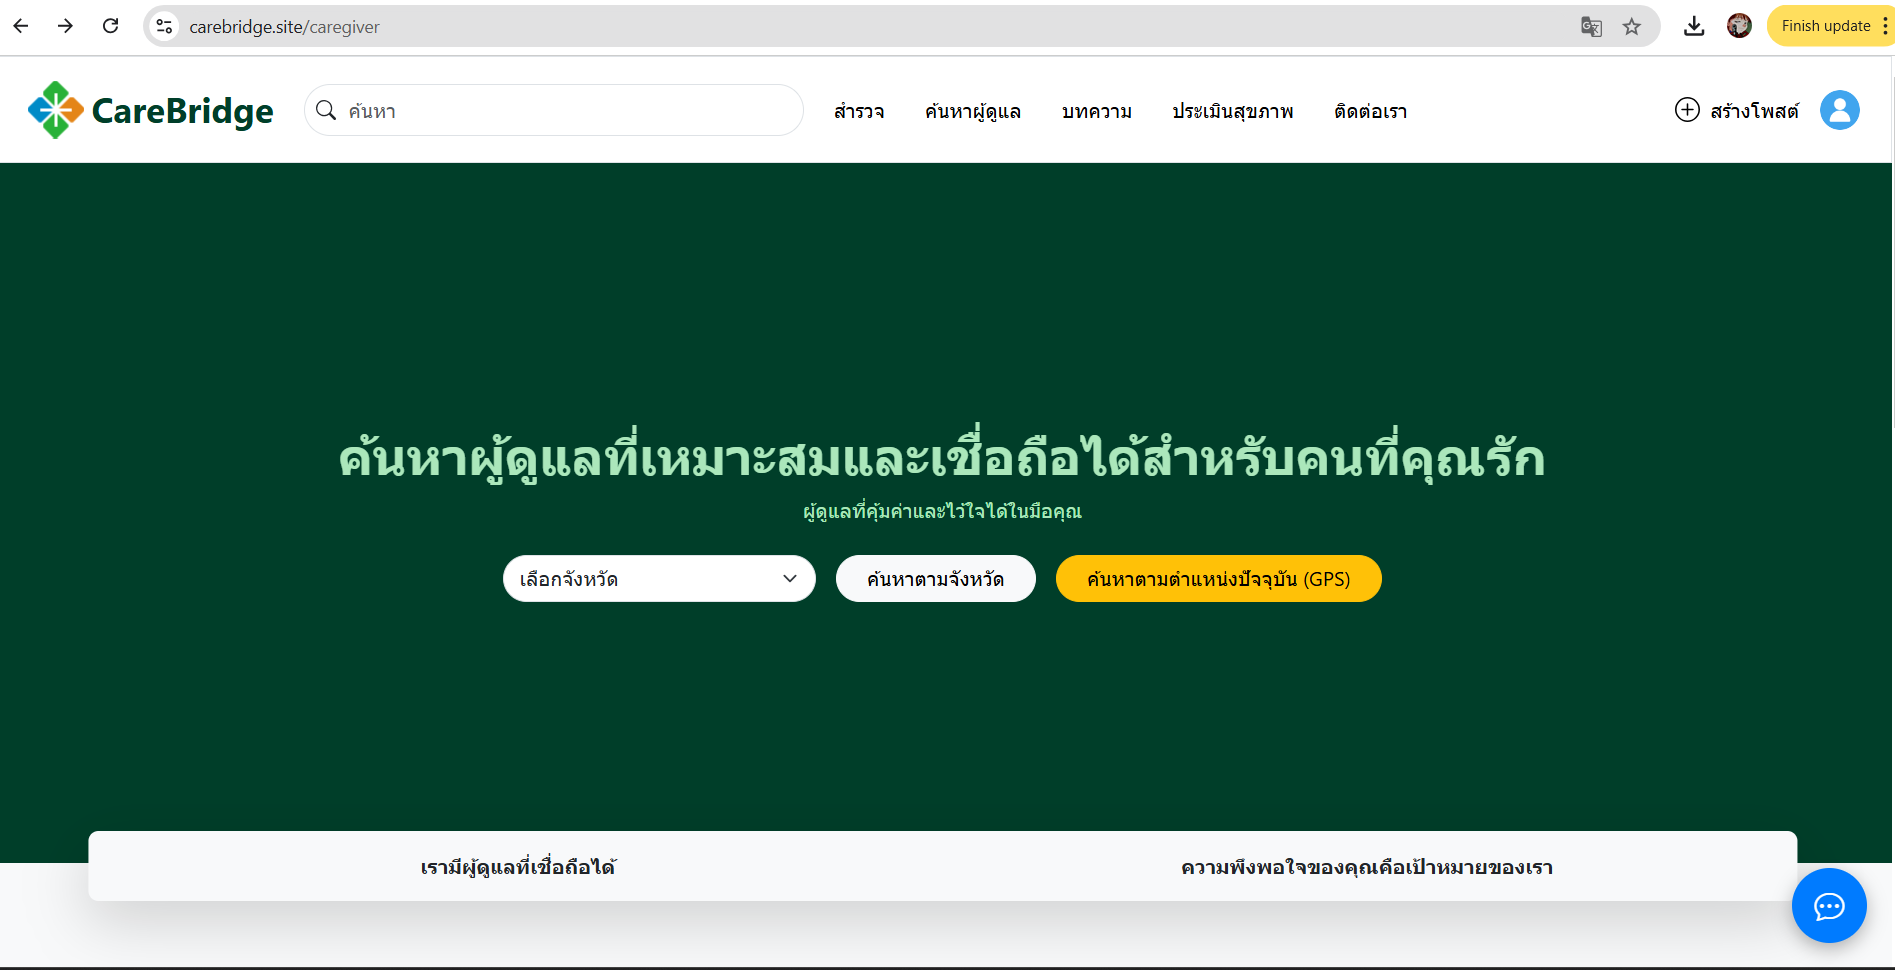 carebridge.site/caregiver
Finish update
CareBridge
ค้นหา
สำรวจ
ค้นหาผู้ดูแล
บทความ
ประเมินสุขภาพ
ติดต่อเรา
สร้างโพสต์
ค้นหาผู้ดูแลที่เหมาะสมและเชื่อถือได้สำหรับคนที่คุณรัก
ผู้ดูแลที่คุ้มค่าและไว้ใจได้ในมือคุณ
เลือกจังหวัด
ค้นหาตามจังหวัด
ค้นหาตามตำแหน่งปัจจุบัน (GPS)
เรามีผู้ดูแลที่เชื่อถือได้
ความพึงพอใจของคุณคือเป้าหมายของเรา